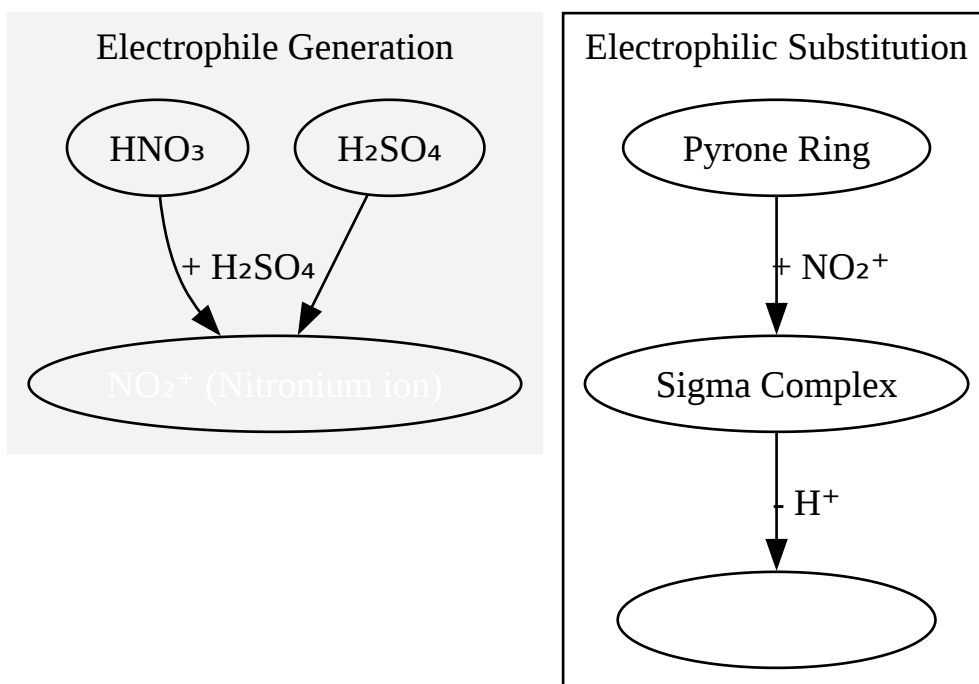 Electrophile Generation
HNO₃
H₂SO₄
+ H₂SO₄
NO₂⁺ (Nitronium ion)
Electrophilic Substitution
Pyrone Ring
+ NO₂⁺
Sigma Complex
- H⁺